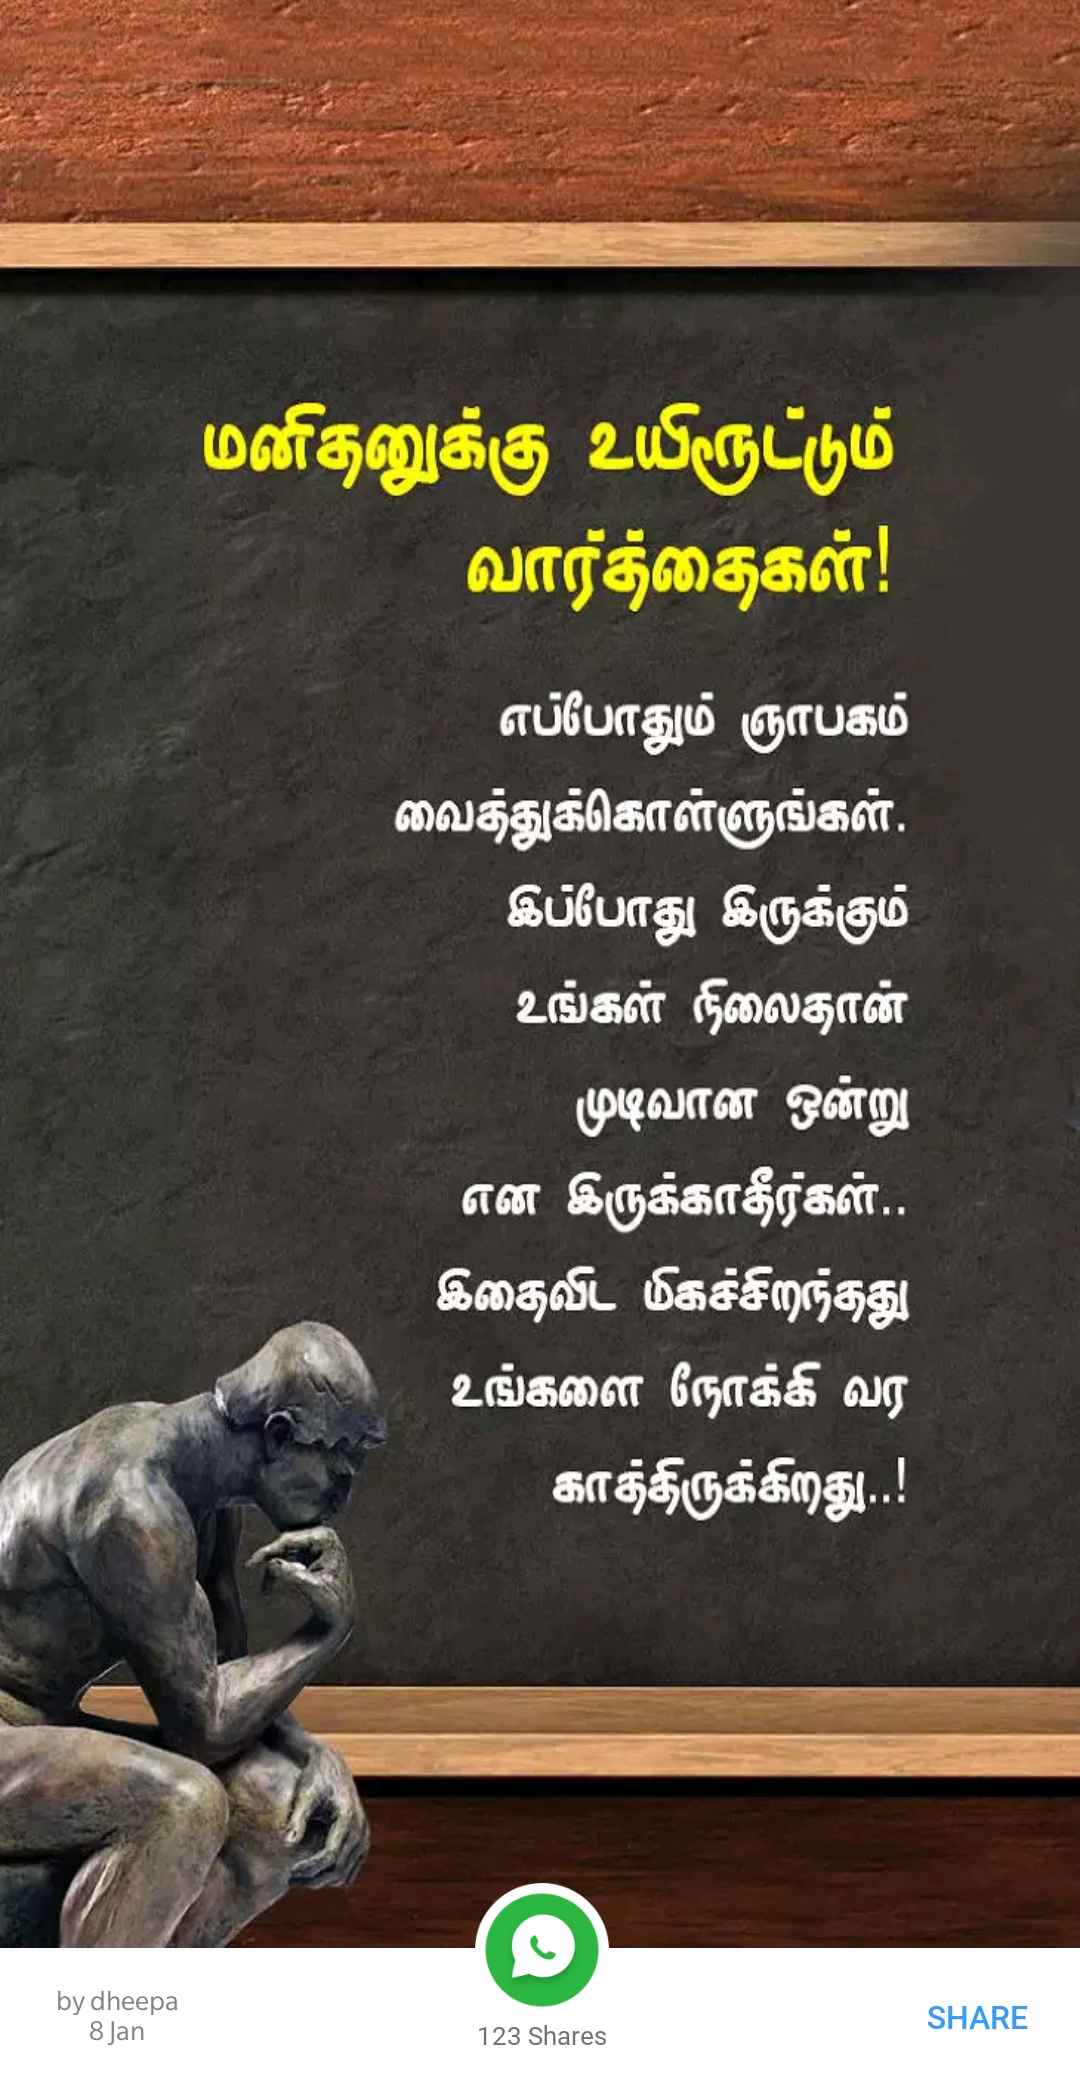 மனிதனுக்கு உயிரூட்டும்
வார்த்தைகள்!
எப்போதும் ஞாபகம்
வைத்துக்கொள்ளுங்கள்.
இப்போது இருக்கும்
உங்கள் நிலைதான்
முடிவான ஒன்று
என இருக்காதீர்கள்..
இதைவிட மிகச்சிறந்தது
உங்களை நோக்கி வர
காத்திருக்கிறது..!
by dheepa
8 Jan
123 Shares
SHARE